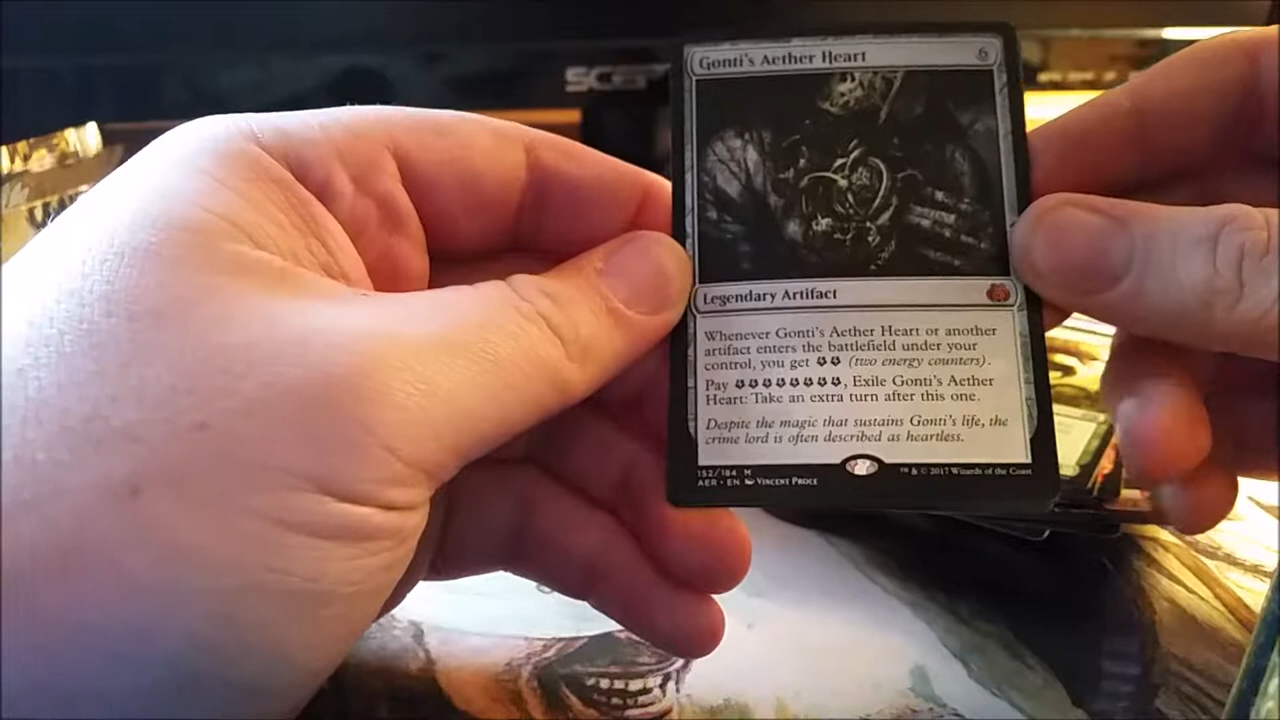 Gonti's Aether Heart 6
Legendary Artifact
Whenever Gonti's Aether Heart or another
artifact enters the battlefield under your
control, you get (two energy counters).
Pay , Exile Gonti's Aether
Heart: Take an extra turn after this one.
Despite the magic that sustains Gonti's life, the
crime lord is often described as heartless.
152/184 M
AER • EN VINCENT PROCE
™ & © 2017 Wizards of the Coast